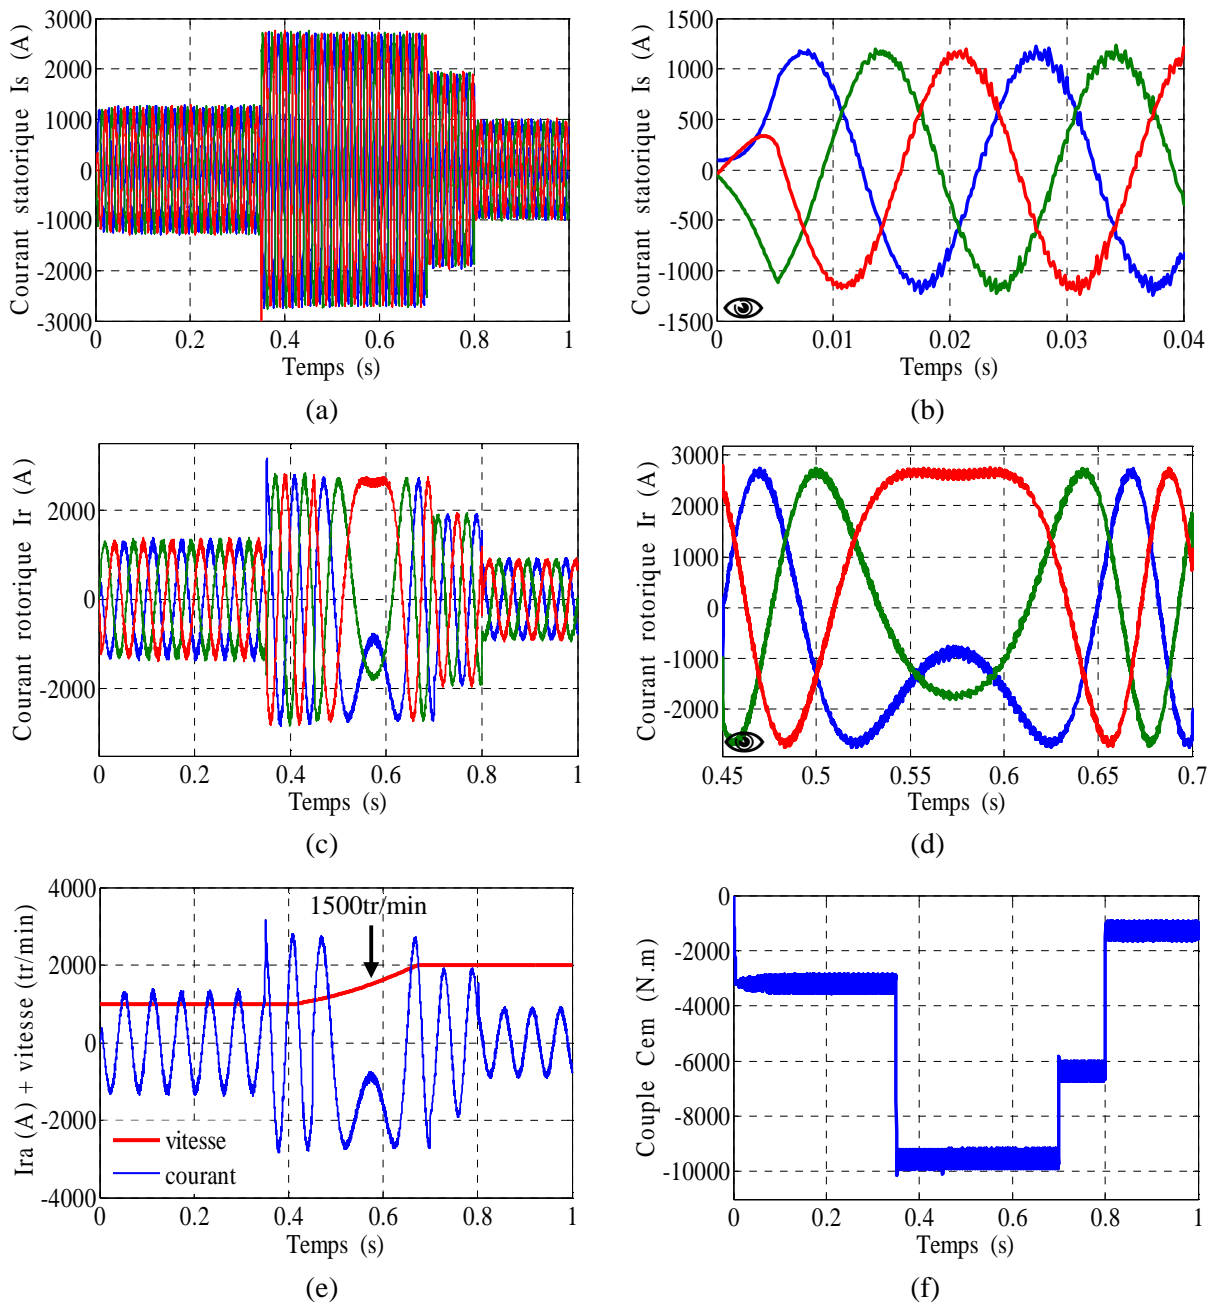 Courant statorique Is (A)
3000
2000
1000
0
-1000
-2000
-3000
0 0.2 0.4 0.6 0.8 1
Temps (s)
(a)
Courant statorique Is (A)
1500
1000
500
0
-500
-1000
-1500
0 0.01 0.02 0.03 0.04
Temps (s)
(b)
Courant rotorique Ir (A)
2000
0
-2000
0 0.2 0.4 0.6 0.8 1
Temps (s)
(c)
Courant rotorique Ir (A)
3000
2000
1000
0
-1000
-2000
0.45 0.5 0.55 0.6 0.65 0.7
Temps (s)
(d)
Ira (A) + vitesse (tr/min)
4000
2000
0
-2000
-4000
1500tr/min
vitesse
courant
0 0.2 0.4 0.6 0.8 1
Temps (s)
(e)
Couple Cem (N.m)
0
-2000
-4000
-6000
-8000
-10000
0 0.2 0.4 0.6 0.8 1
Temps (s)
(f)